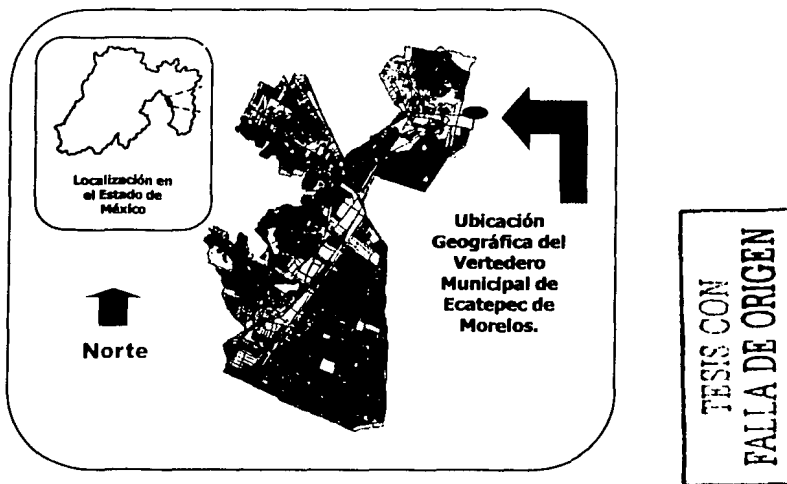 Localización en
el Estado de
México
Norte
Ubicación
Geográfica del
Vertedero
Municipal de
Ecatepec de
Morelos.
TESIS CON
FALLA DE ORIGEN